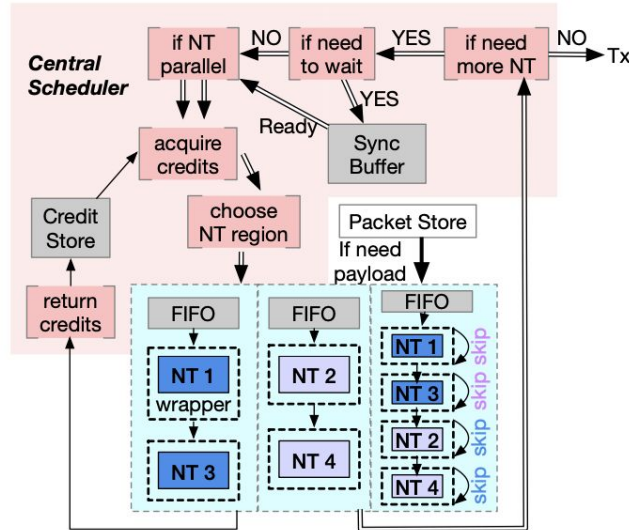 Central
Scheduler
if NT
parallel
NO
if need
to wait
YES
if need
more NT
NO
Tx
YES
Ready
Sync
Buffer
acquire
credits
Credit
Store
choose
NT region
Packet Store
If need
payload
return
credits
FIFO
NT 1
wrapper
NT 3
FIFO
NT 2
NT 4
FIFO
NT 1
skip
NT 3
skip
NT 2
skip
NT 4
skip